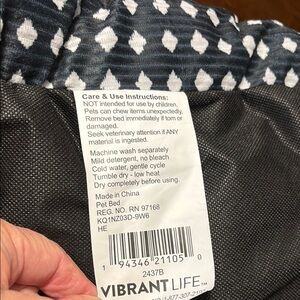 Care & Use Instructions:
NOT intended for use by children.
Pets can chew items unexpectedly.
Remove bed immediately if torn or
damaged.
Seek veterinary attention if ANY
material is ingested.
Machine wash separately
Mild detergent, no bleach
Cold water, gentle cycle
Tumble dry - low heat
Dry completely before using.
Made in China
Pet Bed
REG. NO. RN 97168
KQ1NZ03D-9W6
HE
1 94346 21105 0
2437B
VIBRANT LIFE™